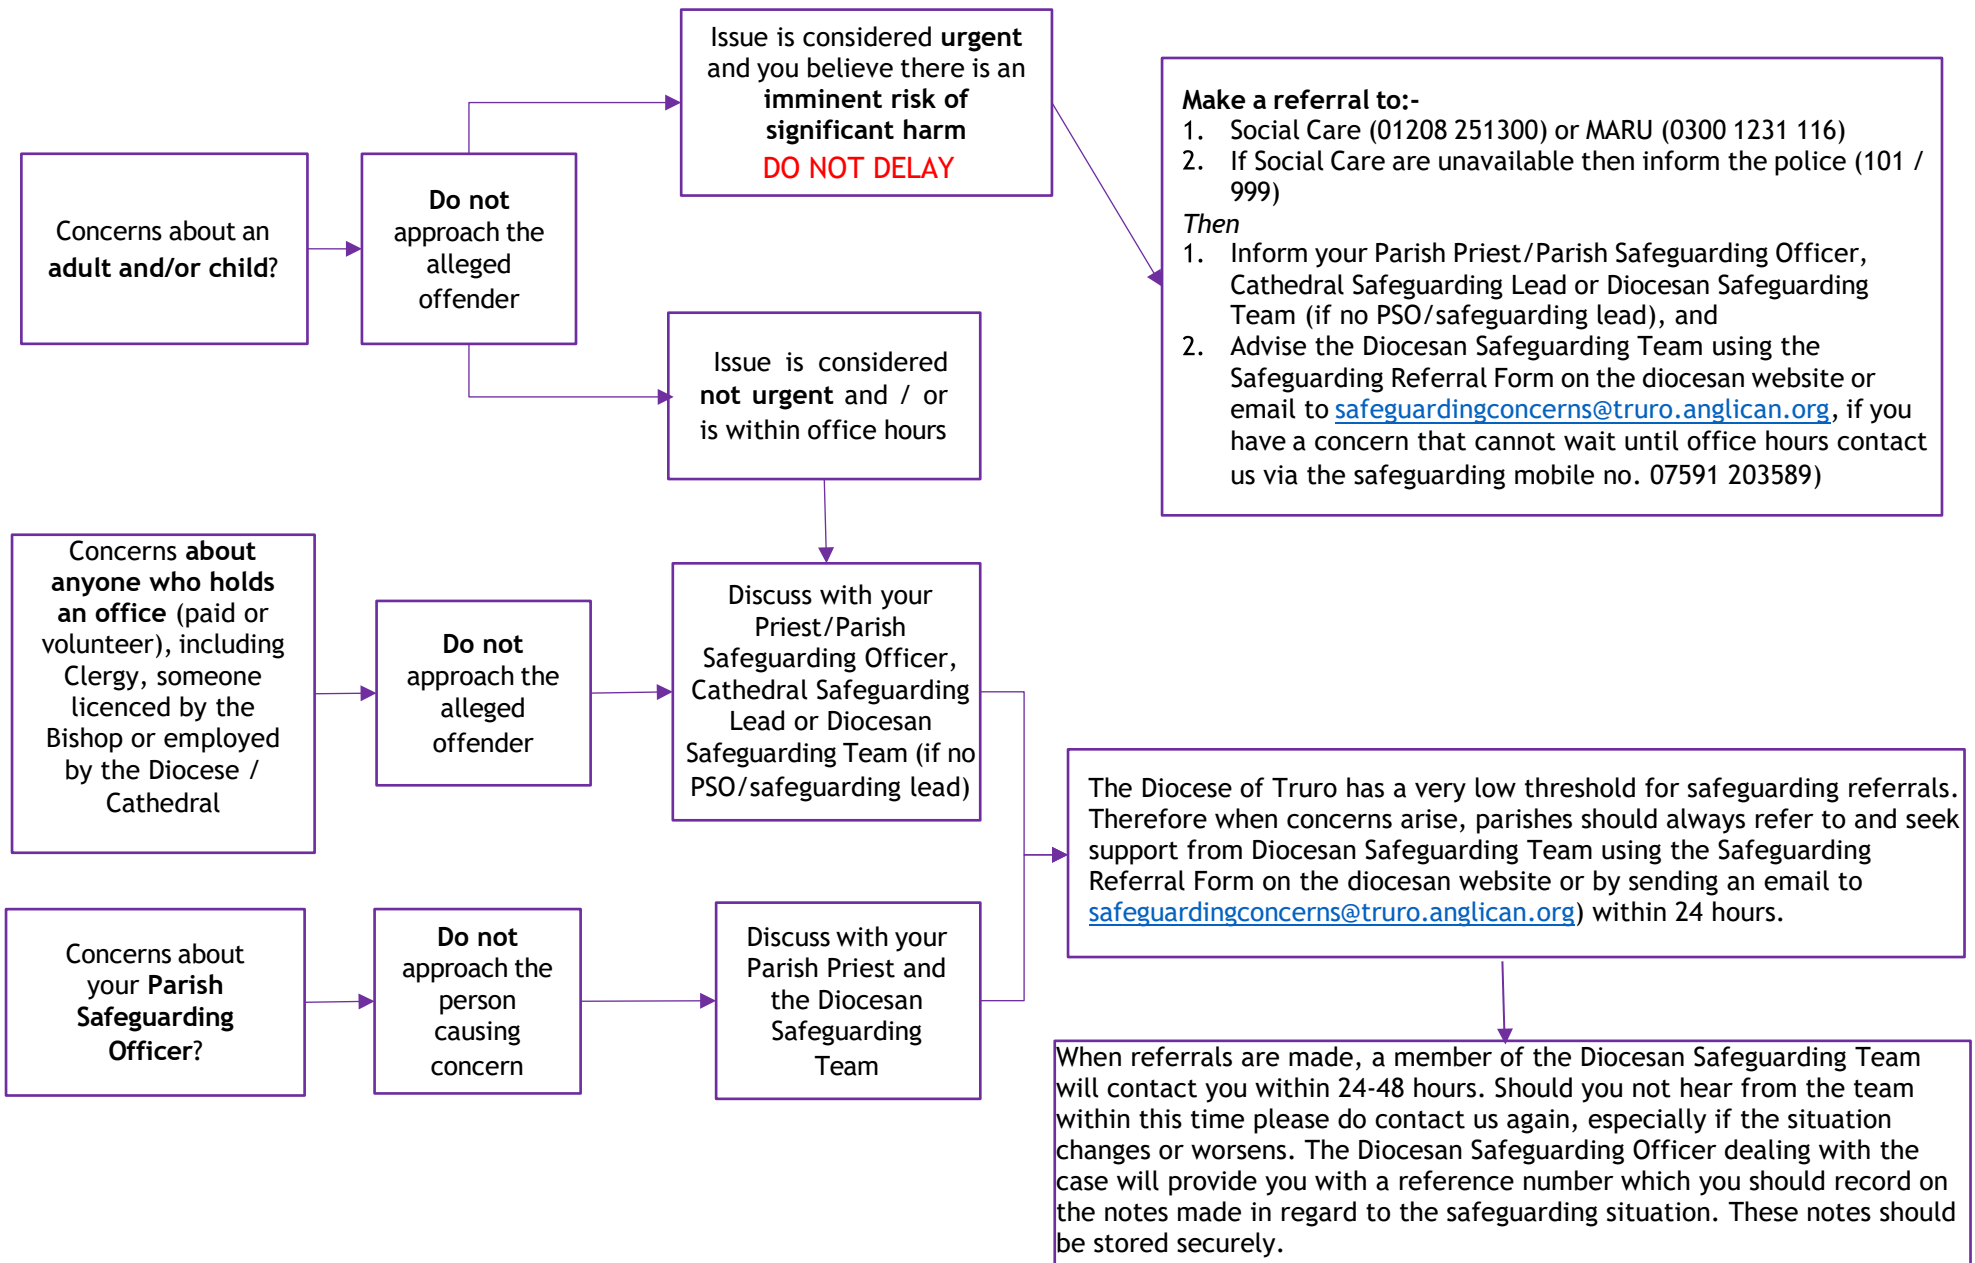 Issue is considered urgent
and you believe there is an
imminent risk of
significant harm
DO NOT DELAY
Make a referral to:-
1. Social Care (01208 251300) or MARU (0300 1231 116)
2. If Social Care are unavailable then inform the police (101 /
999)
Then
1. Inform your Parish Priest/Parish Safeguarding Officer,
Cathedral Safeguarding Lead or Diocesan Safeguarding
Team (if no PSO/safeguarding lead), and
2. Advise the Diocesan Safeguarding Team using the
Safeguarding Referral Form on the diocesan website or
email to safeguardingconcerns@truro.anglican.org, if you
have a concern that cannot wait until office hours contact
us via the safeguarding mobile no. 07591 203589)
Concerns about an
adult and/or child?
Do not
approach the
alleged
offender
Issue is considered
not urgent and / or
is within office hours
Concerns about
anyone who holds
an office (paid or
volunteer), including
Clergy, someone
licenced by the
Bishop or employed
by the Diocese /
Cathedral
Do not
approach the
alleged
offender
Discuss with your
Priest/Parish
Safeguarding Officer,
Cathedral Safeguarding
Lead or Diocesan
Safeguarding Team (if no
PSO/safeguarding lead)
The Diocese of Truro has a very low threshold for safeguarding referrals.
Therefore when concerns arise, parishes should always refer to and seek
support from Diocesan Safeguarding Team using the Safeguarding
Referral Form on the diocesan website or by sending an email to
safeguardingconcerns@truro.anglican.org) within 24 hours.
Concerns about
your Parish
Safeguarding
Officer?
Do not
approach the
person
causing
concern
Discuss with your
Parish Priest and
the Diocesan
Safeguarding
Team
When referrals are made, a member of the Diocesan Safeguarding Team
will contact you within 24-48 hours. Should you not hear from the team
within this time please do contact us again, especially if the situation
changes or worsens. The Diocesan Safeguarding Officer dealing with the
case will provide you with a reference number which you should record on
the notes made in regard to the safeguarding situation. These notes should
be stored securely.